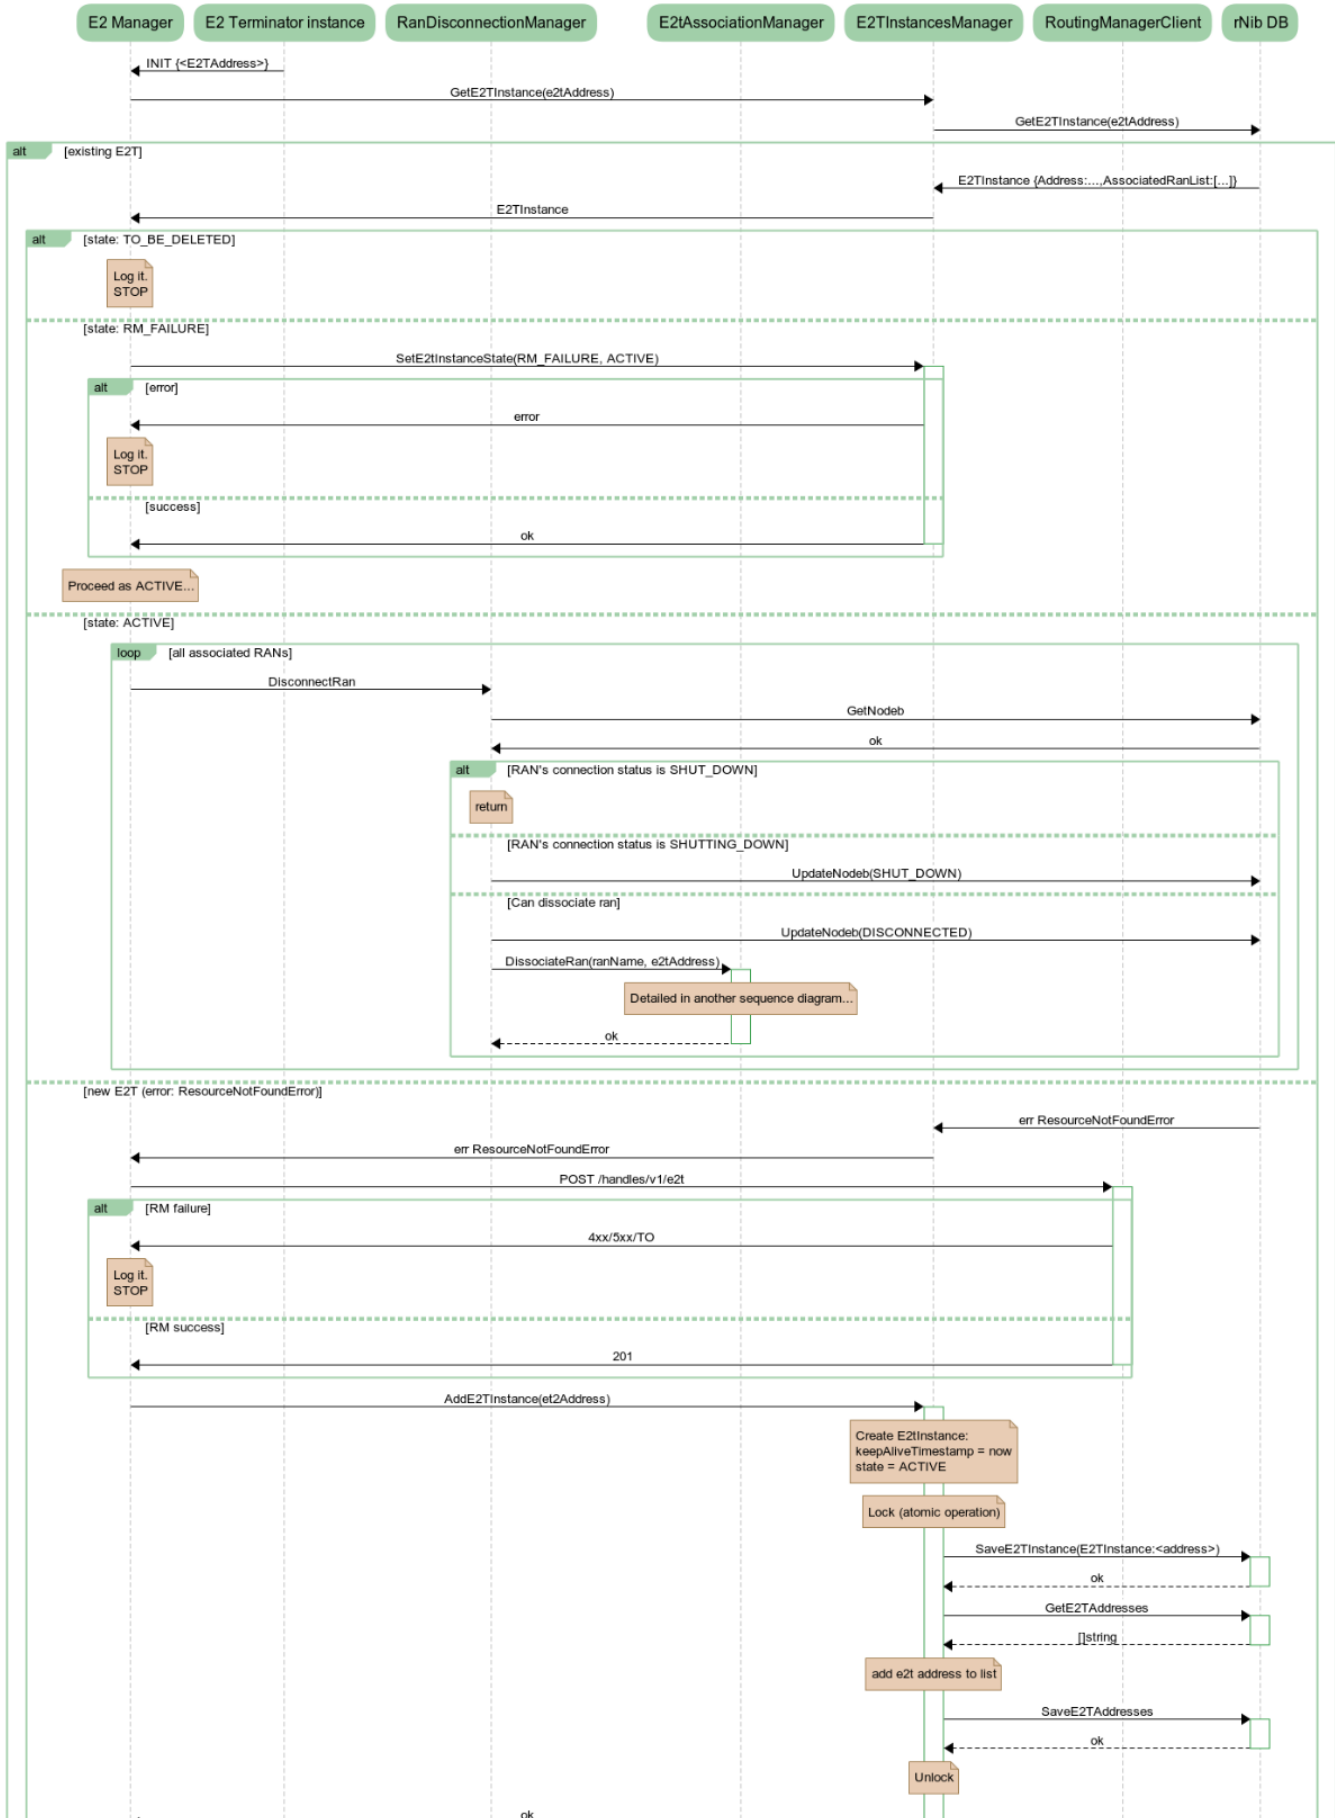 E2 Manager
E2 Terminator instance
RanDisconnectionManager
E2tAssociationManager
E2TInstancesManager
RoutingManagerClient
rNib DB
INIT {<E2TAddress>}
GetE2TInstance(e2tAddress)
GetE2TInstance(e2tAddress)
alt [existing E2T]
E2TInstance {Address:...,AssociatedRanList:[...]}
E2TInstance
alt [state: TO_BE_DELETED]
Log it.
STOP
[state: RM_FAILURE]
SetE2tInstanceState(RM_FAILURE, ACTIVE)
alt [error]
error
Log it.
STOP
[success]
ok
Proceed as ACTIVE...
[state: ACTIVE]
loop [all associated RANs]
DisconnectRan
GetNodeb
ok
alt [RAN's connection status is SHUT_DOWN]
return
[RAN's connection status is SHUTTING_DOWN]
UpdateNodeb(SHUT_DOWN)
[Can dissociate ran]
UpdateNodeb(DISCONNECTED)
DissociateRan(ranName, e2tAddress)
Detailed in another sequence diagram...
ok
[new E2T (error: ResourceNotFoundError)]
err ResourceNotFoundError
err ResourceNotFoundError
POST /handles/v1/e2t
alt [RM failure]
4xx/5xx/TO
Log it.
STOP
[RM success]
201
AddE2TInstance(et2Address)
Create E2tInstance:
keepAliveTimestamp = now
state = ACTIVE
Lock (atomic operation)
SaveE2TInstance(E2TInstance:<address>)
ok
GetE2TAddresses
[]string
add e2t address to list
SaveE2TAddresses
ok
Unlock
ok